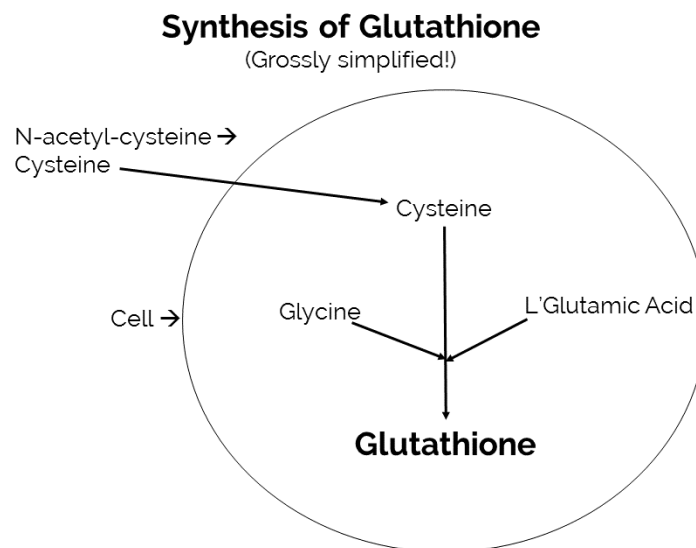 Synthesis of Glutathione
(Grossly simplified!)
N-acetyl-cysteine →
Cysteine
Cysteine
Cell →
Glycine
L'Glutamic Acid
Glutathione